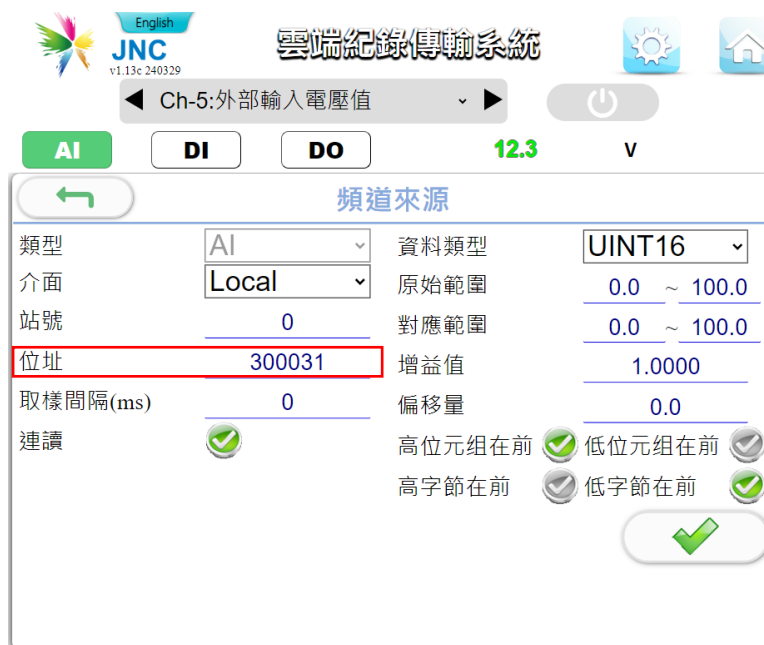 English
JNC
v1.13c 240329
雲端紀錄傳輸系統
Ch-5:外部輸入電壓值
AI DI DO 12.3 V
頻道來源
類型 AI 資料類型 UINT16
介面 Local 原始範圍 0.0 ~ 100.0
站號 0 對應範圍 0.0 ~ 100.0
位址 300031 增益值 1.0000
取樣間隔(ms) 0 偏移量 0.0
連讀 高位元组在前 低位元组在前
高字節在前 低字節在前